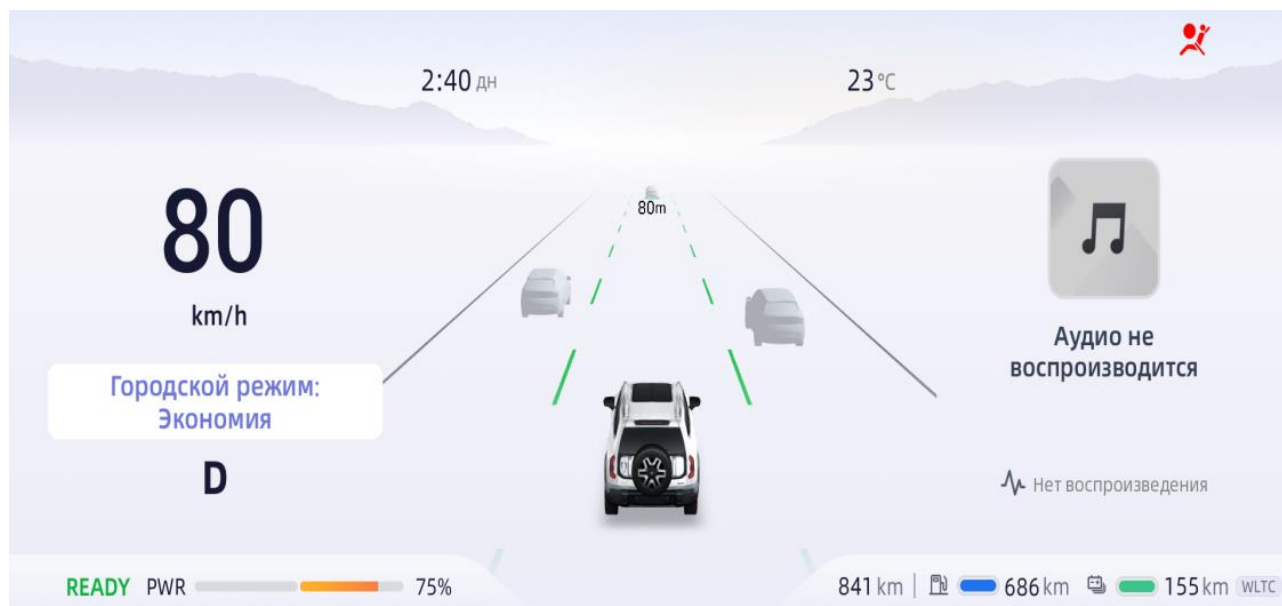 2:40 дн
23 °C
80
km/h
80m
Городской режим:
Экономия
D
Аудио не
воспроизводится
Нет воспроизведения
READY PWR 75%
841 km | 686 km 155 km WLTC